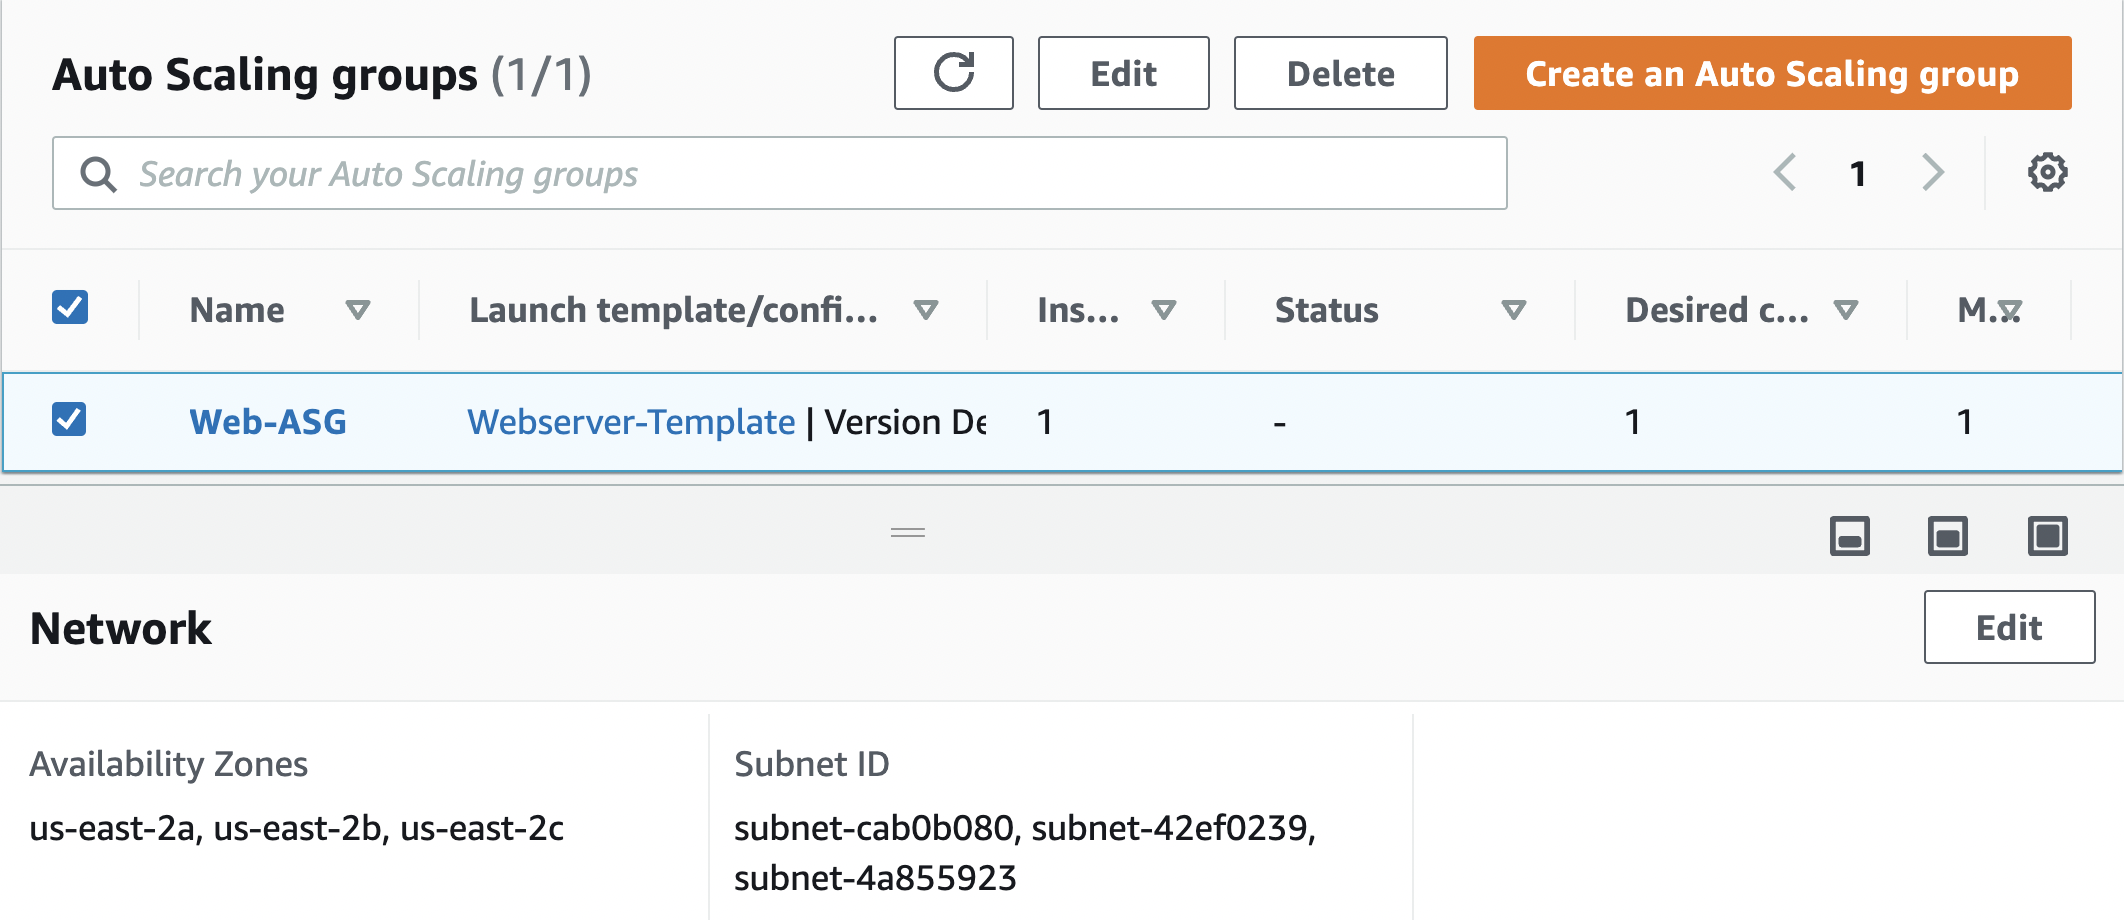 Auto Scaling groups (1/1)
Edit
Delete
Create an Auto Scaling group
Search your Auto Scaling groups
1
Name
Launch template/confi...
Ins...
Status
Desired c...
M...
Web-ASG
Webserver-Template | Version De
1
-
1
1
Network
Edit
Availability Zones
Subnet ID
us-east-2a, us-east-2b, us-east-2c
subnet-cab0b080, subnet-42ef0239,
subnet-4a855923